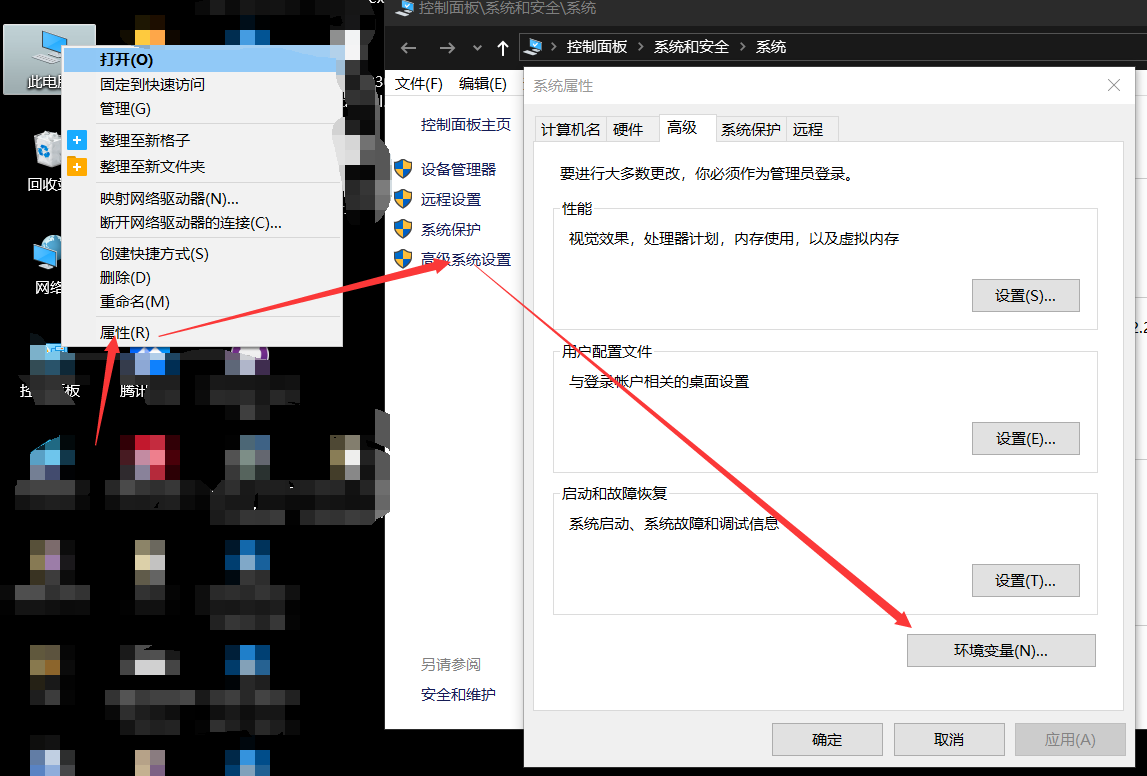 控制面板\系统和安全\系统
控制面板 > 系统和安全 > 系统
文件(F) 编辑(E)
打开(O)
固定到快速访问
管理(G)
整理至新格子
整理至新文件夹
映射网络驱动器(N)...
断开网络驱动器的连接(C)...
创建快捷方式(S)
删除(D)
重命名(M)
属性(R)
此电脑
回收站
网络
腾讯
控制面板主页
设备管理器
远程设置
系统保护
高级系统设置
另请参阅
安全和维护
系统属性
计算机名 硬件 高级 系统保护 远程
要进行大多数更改，你必须作为管理员登录。
性能
视觉效果，处理器计划，内存使用，以及虚拟内存
设置(S)...
用户配置文件
与登录帐户相关的桌面设置
设置(E)...
启动和故障恢复
系统启动、系统故障和调试信息
设置(T)...
环境变量(N)...
确定 取消 应用(A)